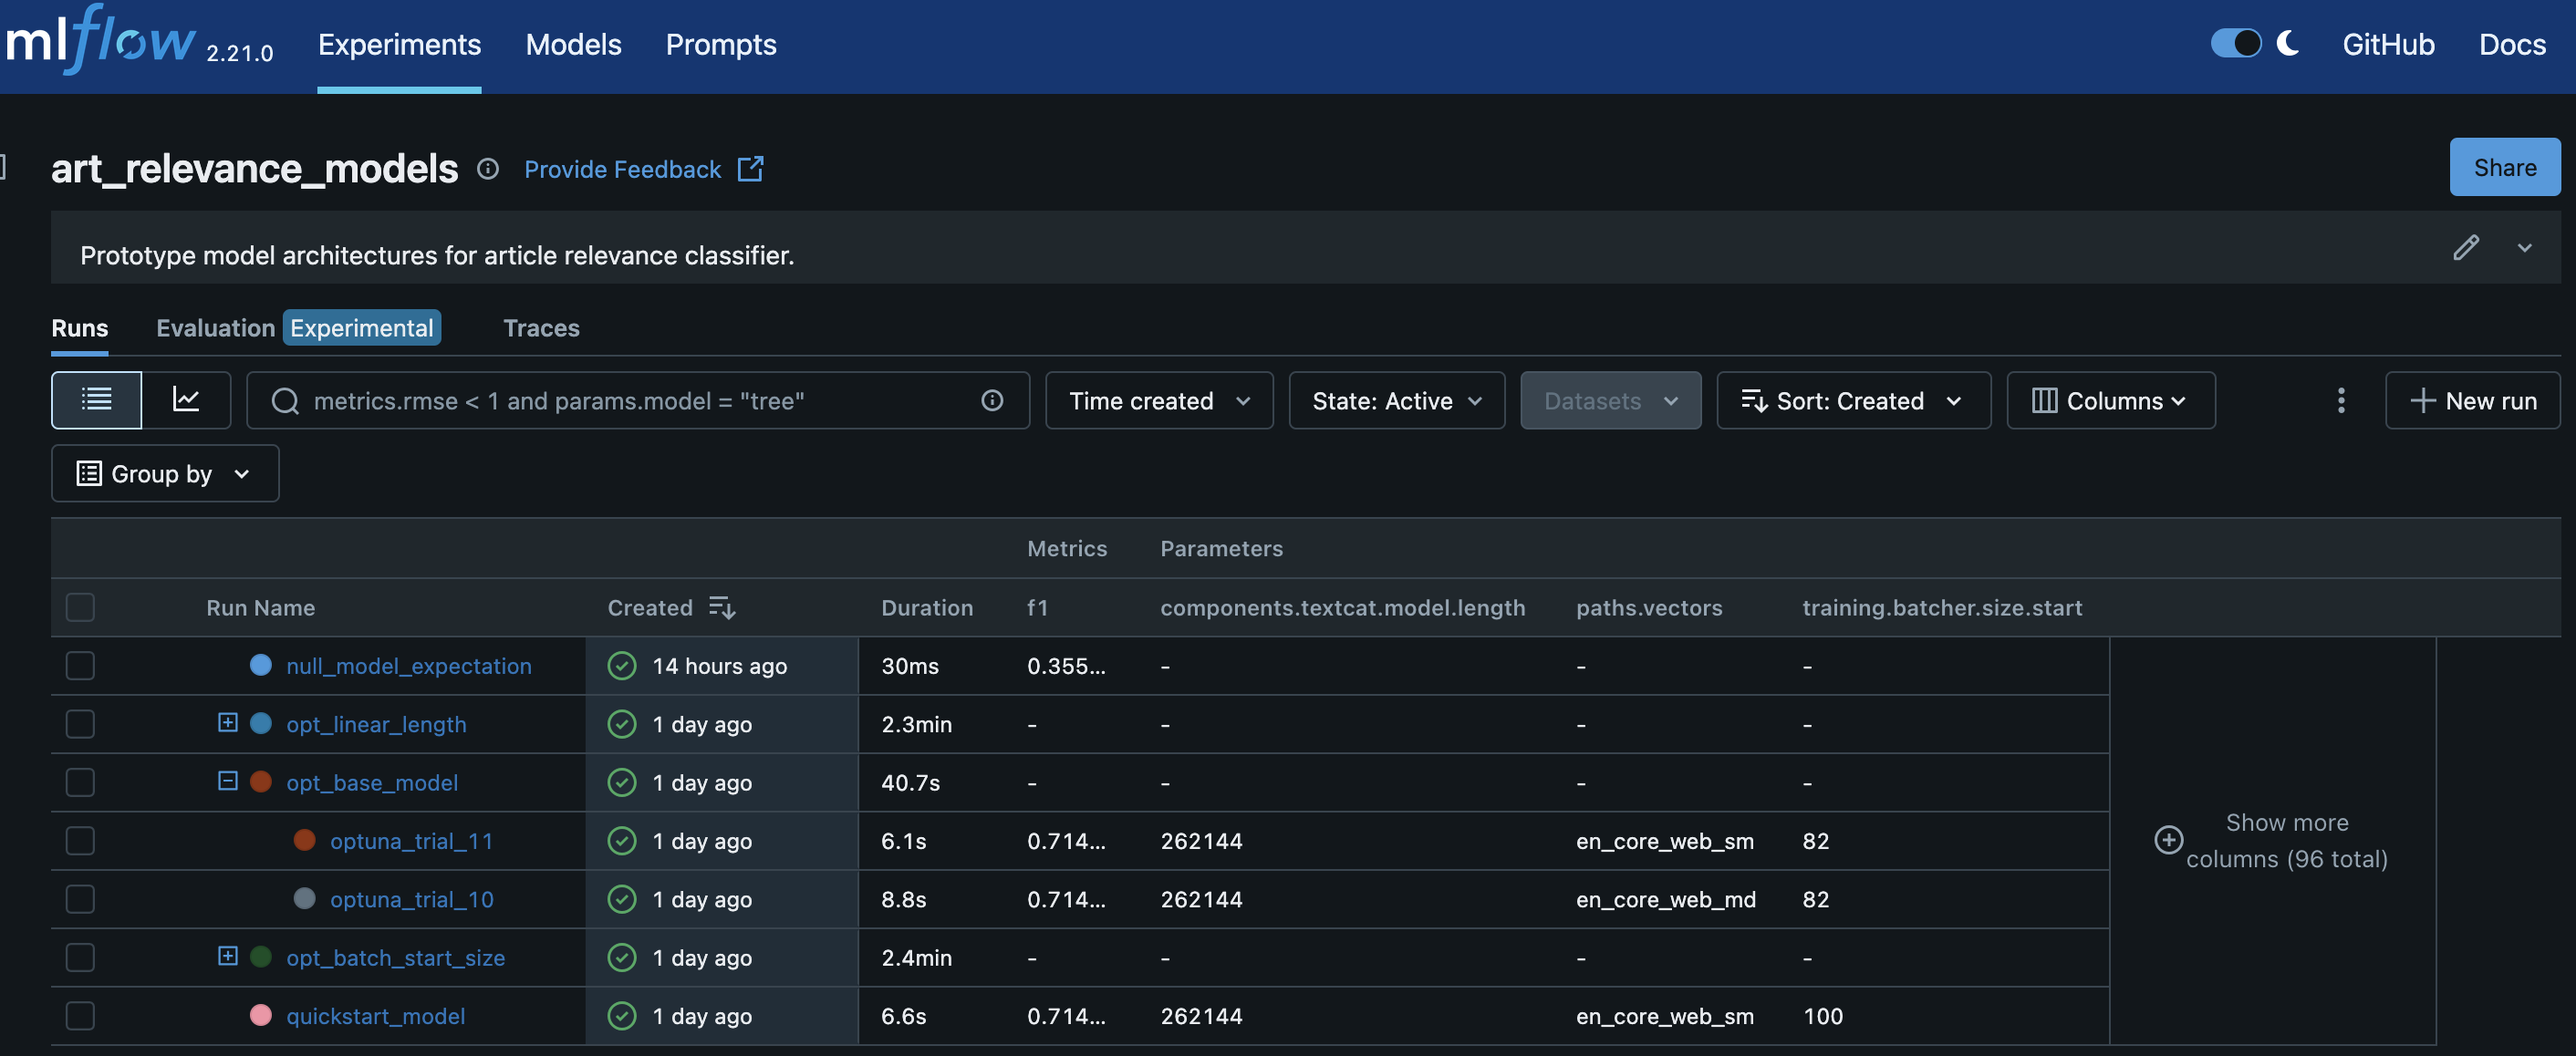 mlflow 2.21.0 Experiments Models Prompts GitHub Docs
art_relevance_models Provide Feedback Share
Prototype model architectures for article relevance classifier.
Runs Evaluation Experimental Traces
metrics.rmse < 1 and params.model = "tree" Time created State: Active Datasets Sort: Created Columns New run
Group by
Metrics Parameters
Run Name Created Duration f1 components.textcat.model.length paths.vectors training.batcher.size.start
null_model_expectation 14 hours ago 30ms 0.355... - - -
opt_linear_length 1 day ago 2.3min - - - -
opt_base_model 1 day ago 40.7s - - - -
optuna_trial_11 1 day ago 6.1s 0.714... 262144 en_core_web_sm 82
optuna_trial_10 1 day ago 8.8s 0.714... 262144 en_core_web_md 82
opt_batch_start_size 1 day ago 2.4min - - - -
quickstart_model 1 day ago 6.6s 0.714... 262144 en_core_web_sm 100
Show more
columns (96 total)